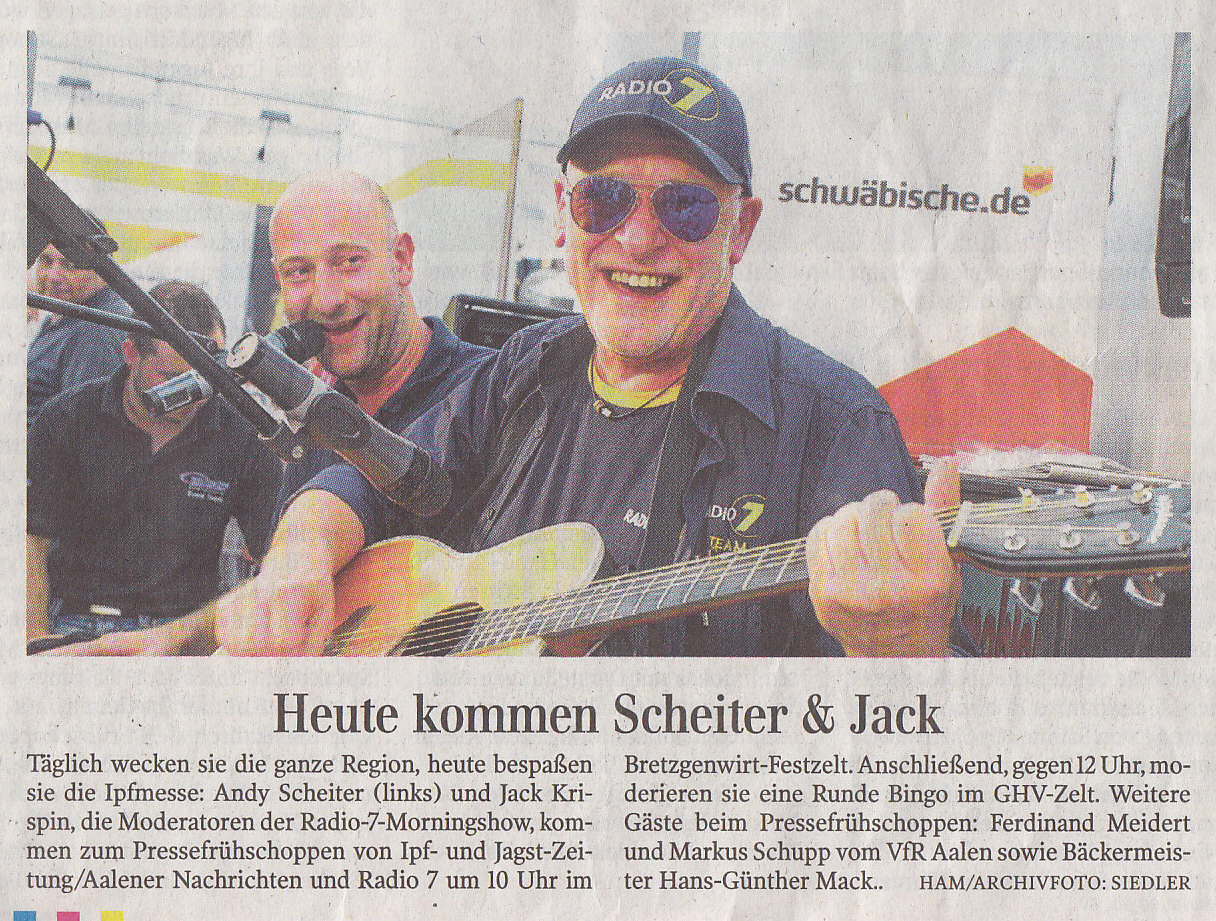 RADIO 7
schwäbische.de
RADIO 7
TEAM
Heute kommen Scheiter & Jack
Täglich wecken sie die ganze Region, heute bespaßen
sie die Ipfmesse: Andy Scheiter (links) und Jack Kri-
spin, die Moderatoren der Radio-7-Morningshow, kom-
men zum Pressefrühschoppen von Ipf- und Jagst-Zei-
tung/Aalener Nachrichten und Radio 7 um 10 Uhr im
Bretzgenwirt-Festzelt. Anschließend, gegen 12 Uhr, mo-
derieren sie eine Runde Bingo im GHV-Zelt. Weitere
Gäste beim Pressefrühschoppen: Ferdinand Meidert
und Markus Schupp vom VfR Aalen sowie Bäckermeis-
ter Hans-Günther Mack.. HAM/ARCHIVFOTO: SIEDLER